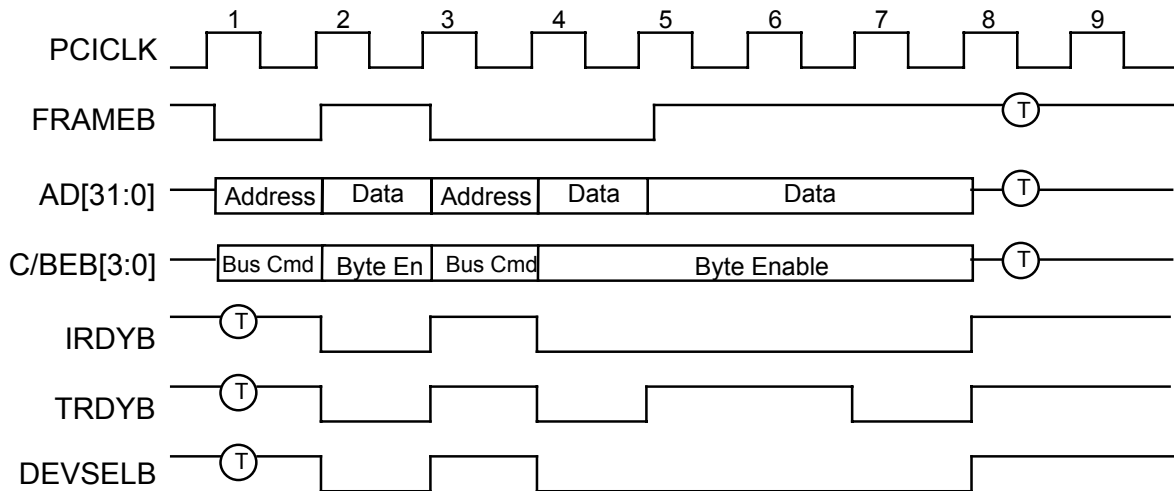 1 2 3 4 5 6 7 8 9
PCICLK
FRAMEB T
AD[31:0] Address Data Address Data Data T
C/BEB[3:0] Bus Cmd Byte En Bus Cmd Byte Enable T
IRDYB T
TRDYB T
DEVSELB T